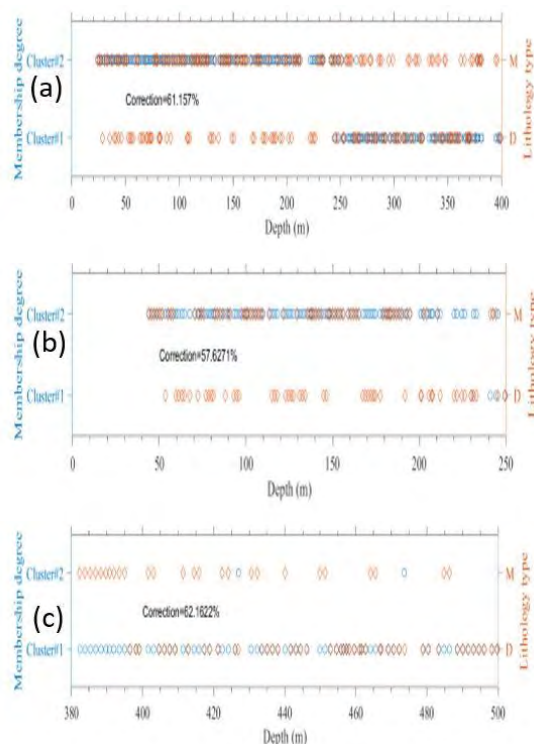 (a)
Membership degree
Cluster#2
Cluster#1
Correction=61.157%
M
D
Lithology type
0 50 100 150 200 250 300 350 400
Depth (m)
(b)
Membership degree
Cluster#2
Cluster#1
Correction=57.6271%
M
D
Lithology type
0 50 100 150 200 250
Depth (m)
(c)
Membership degree
Cluster#2
Cluster#1
Correction=62.1622%
M
D
Lithology type
380 400 420 440 460 480 500
Depth (m)